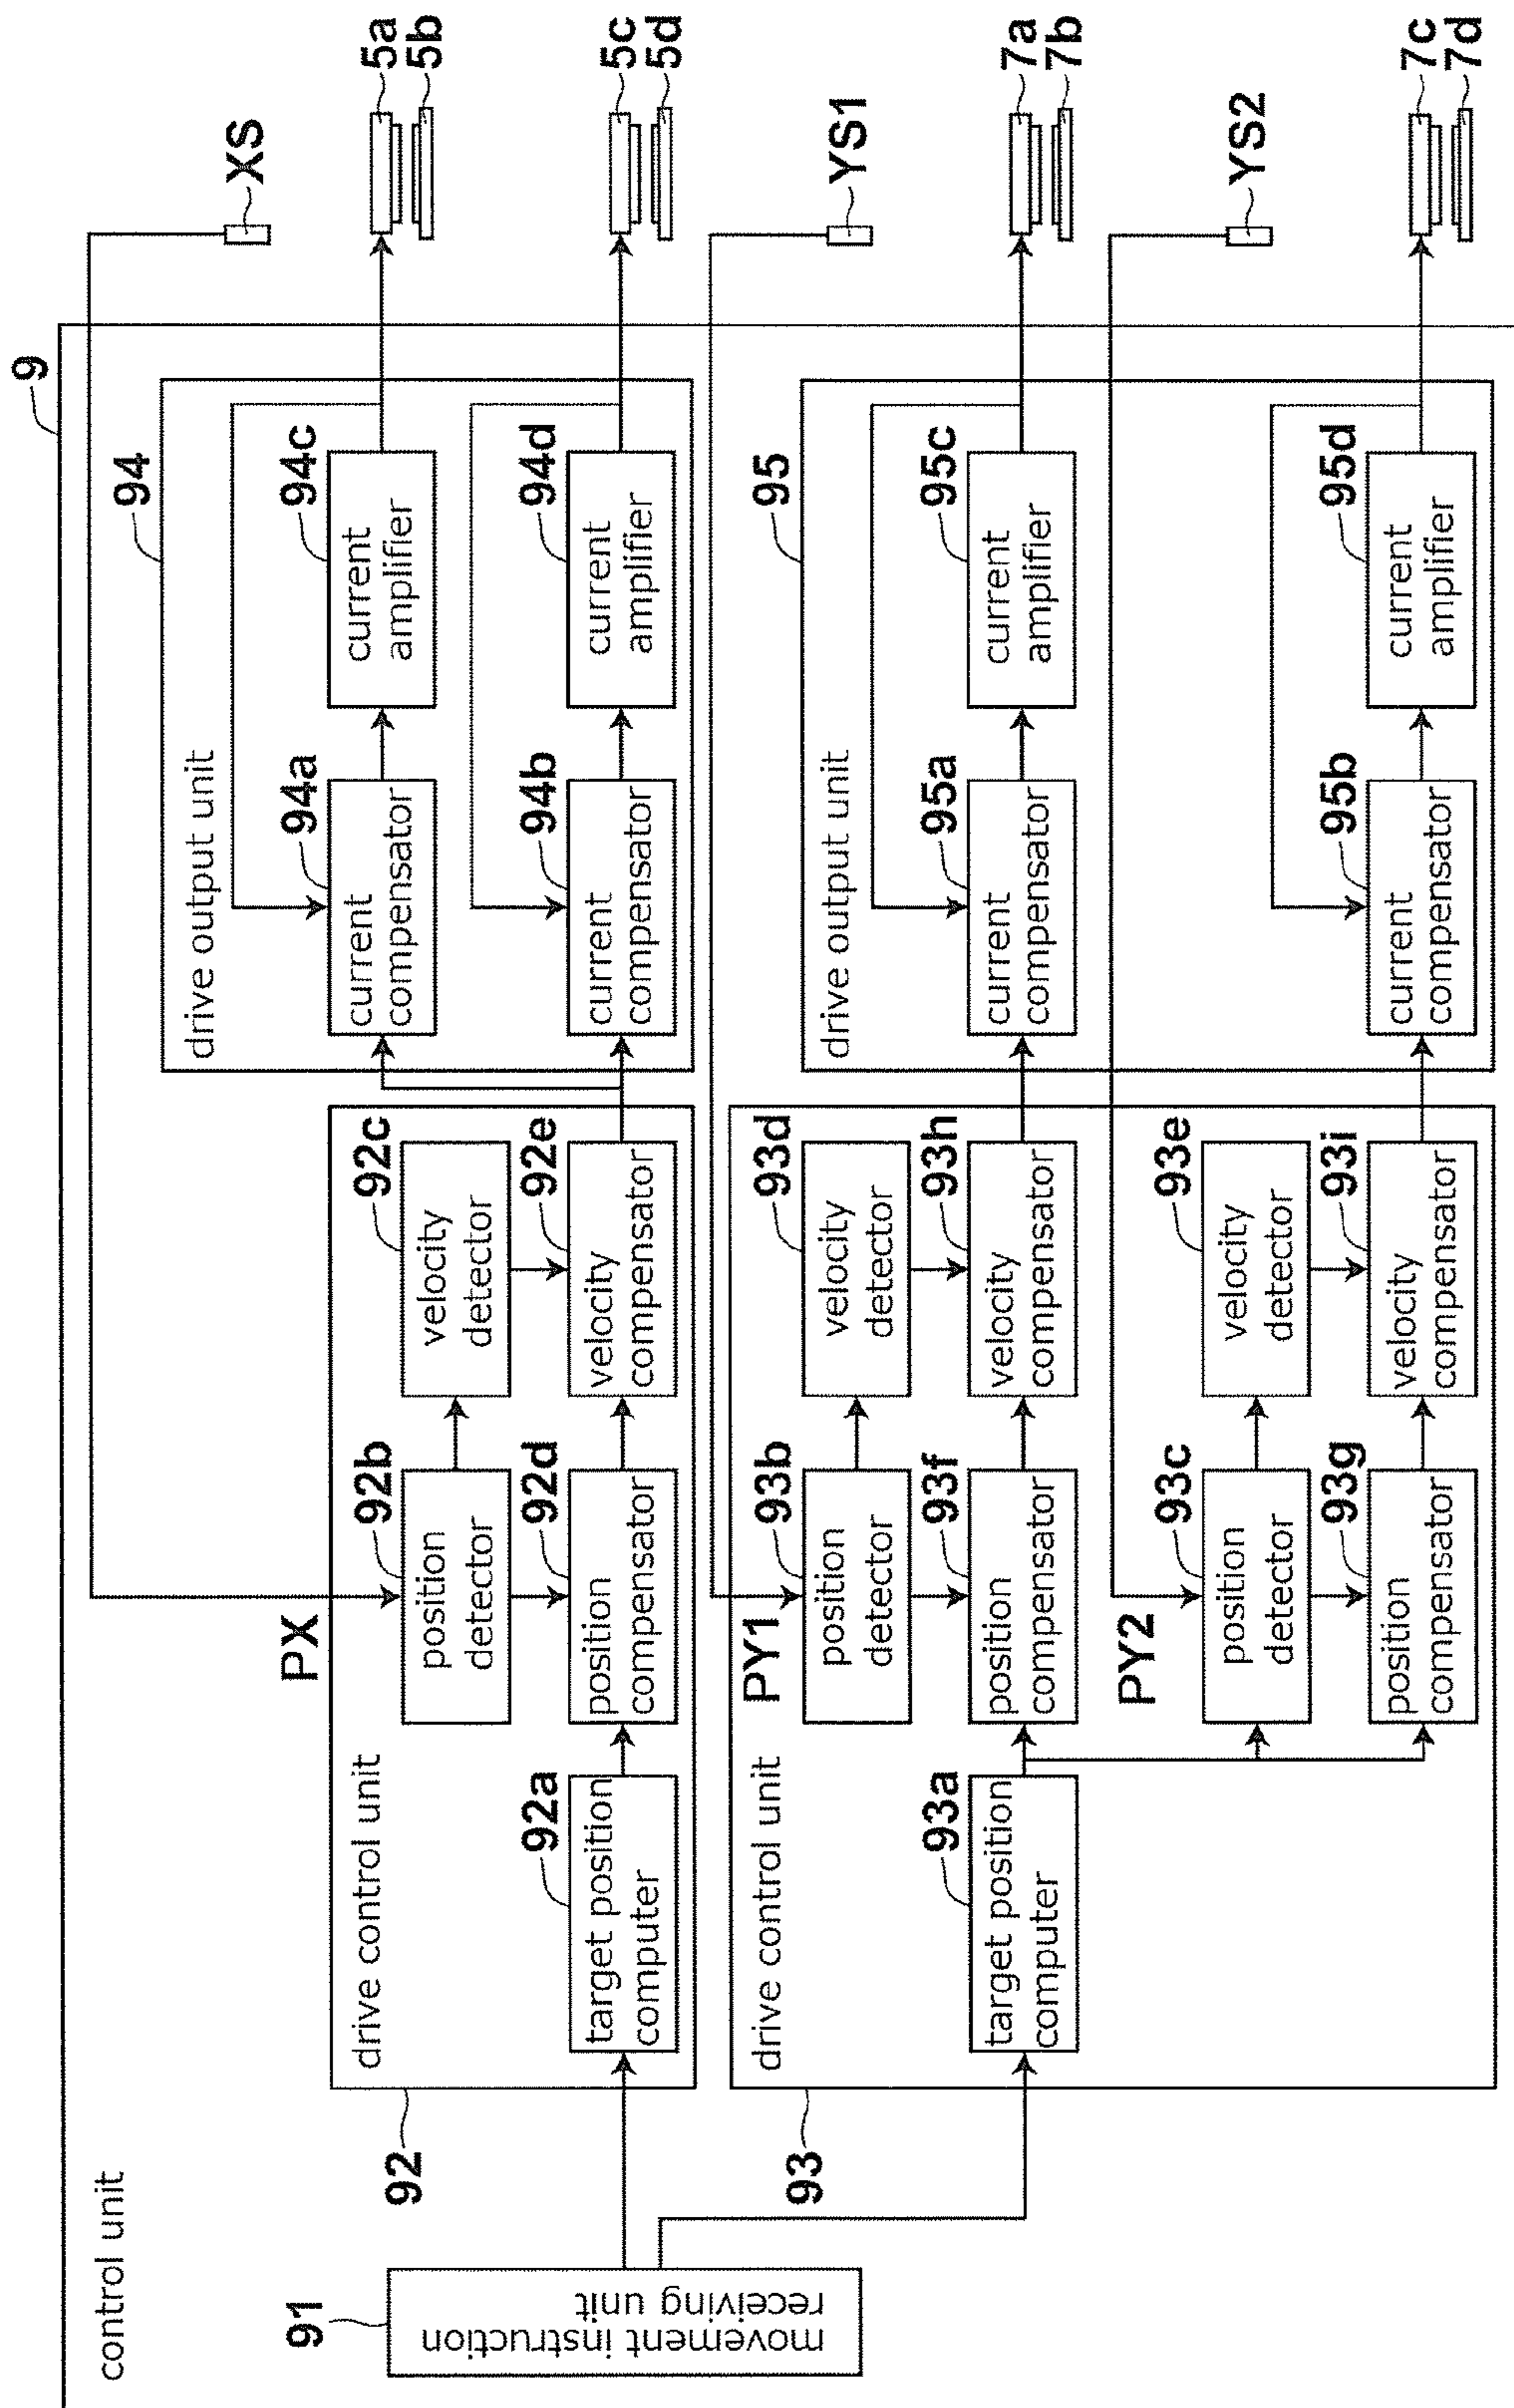 control unit
9
91
movement instruction
receiving unit
92
drive control unit
92a
target position
computer
PX
92b
position
detector
92c
velocity
detector
92d
position
compensator
92e
velocity
compensator
94
drive output unit
94a
current
compensator
94c
current
amplifier
94b
current
compensator
94d
current
amplifier
XS
5a
5b
5c
5d
93
drive control unit
93a
target position
computer
PY1
93b
position
detector
93d
velocity
detector
93f
position
compensator
93h
velocity
compensator
PY2
93c
position
detector
93e
velocity
detector
93g
position
compensator
93i
velocity
compensator
95
drive output unit
95a
current
compensator
95c
current
amplifier
95b
current
compensator
95d
current
amplifier
YS1
7a
7b
YS2
7c
7d